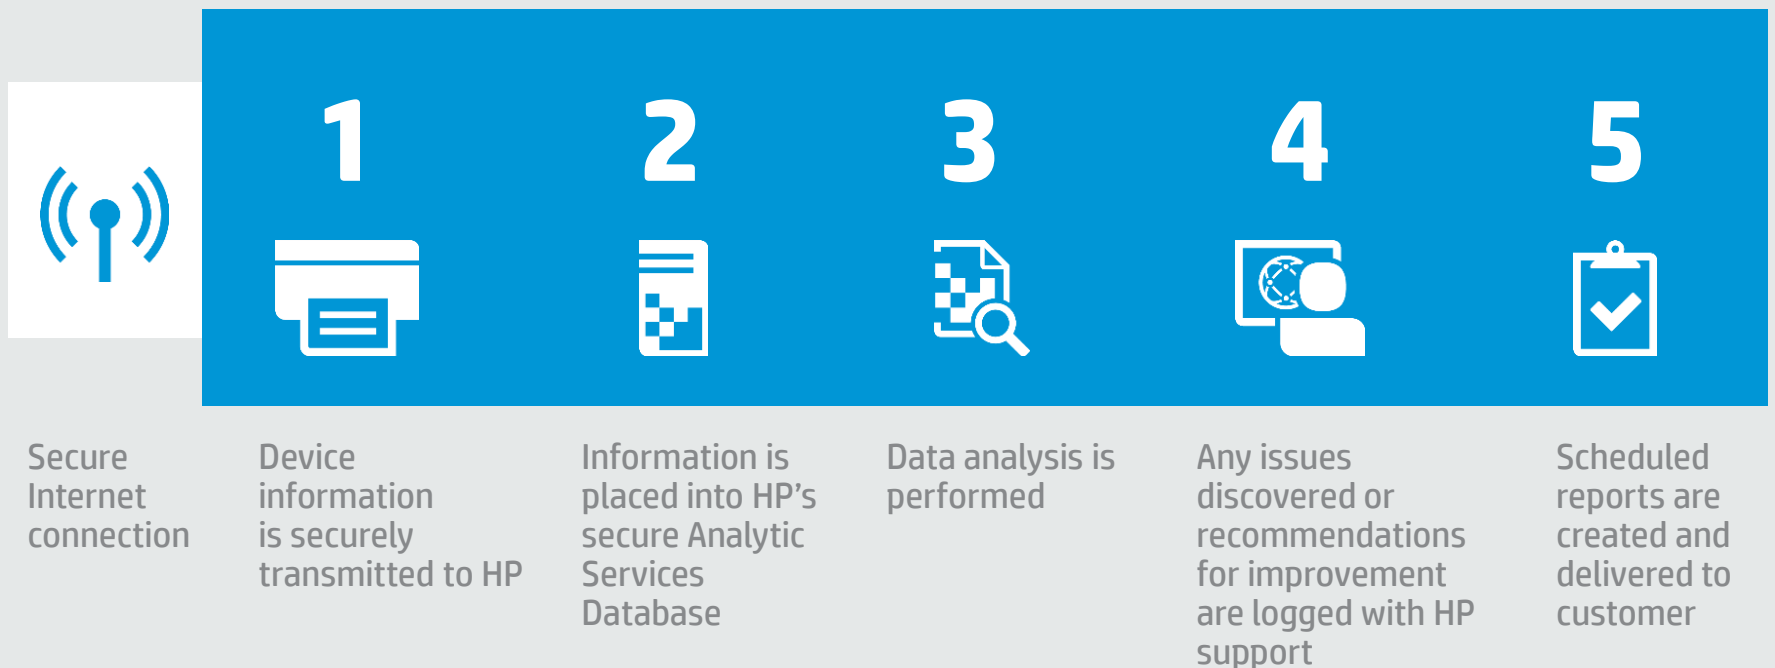 1
2
3
4
5
Secure
Internet
connection
Device
information
is securely
transmitted to HP
Information is
placed into HP’s
secure Analytic
Services
Database
Data analysis is
performed
Any issues
discovered or
recommendations
for improvement
are logged with HP
support
Scheduled
reports are
created and
delivered to
customer